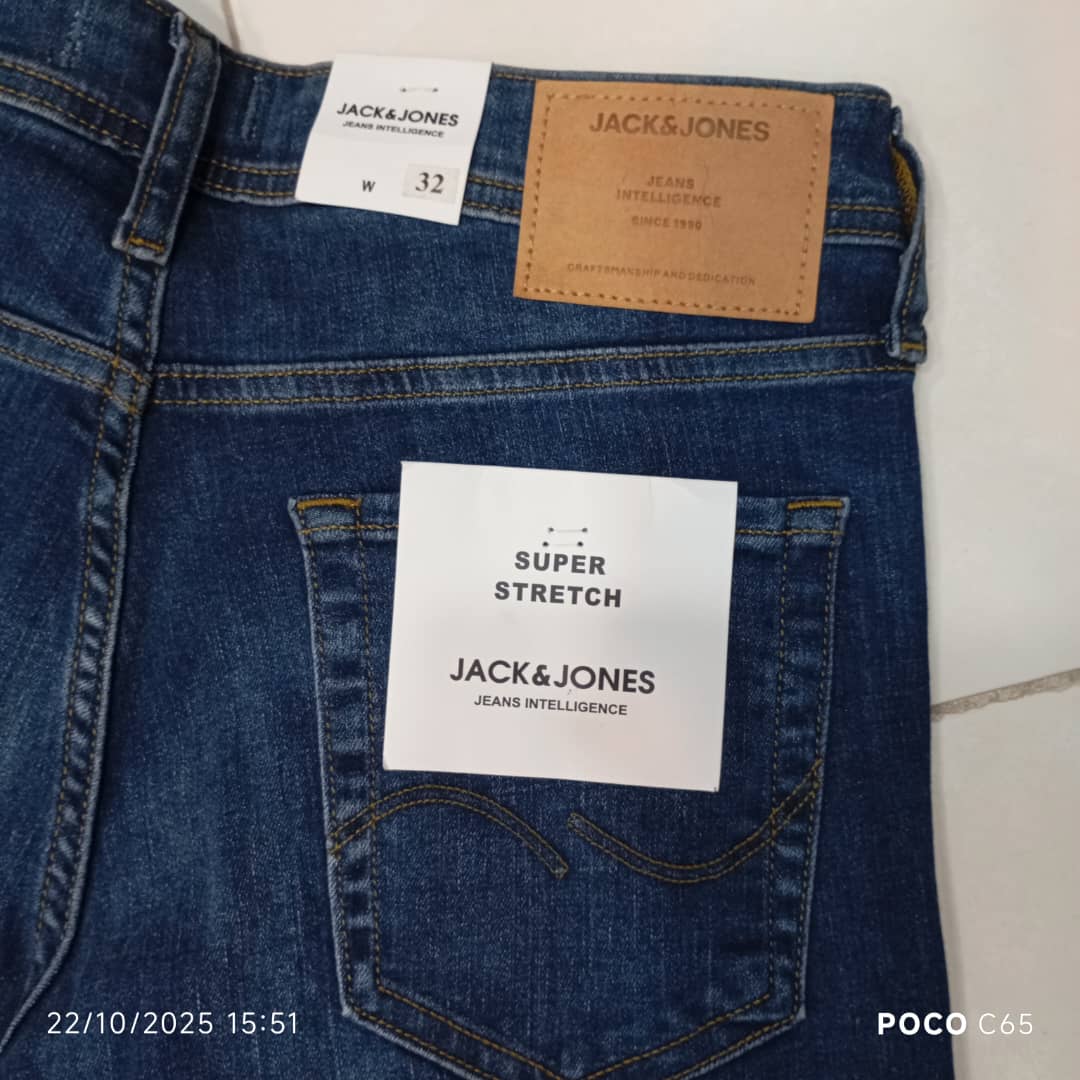 JACK&JONES
JEANS INTELLIGENCE
W 32
JACK&JONES
JEANS
INTELLIGENCE
SINCE 1990
CRAFTSMANSHIP AND DEDICATION
SUPER
STRETCH
JACK&JONES
JEANS INTELLIGENCE
22/10/2025 15:51
POCO C65